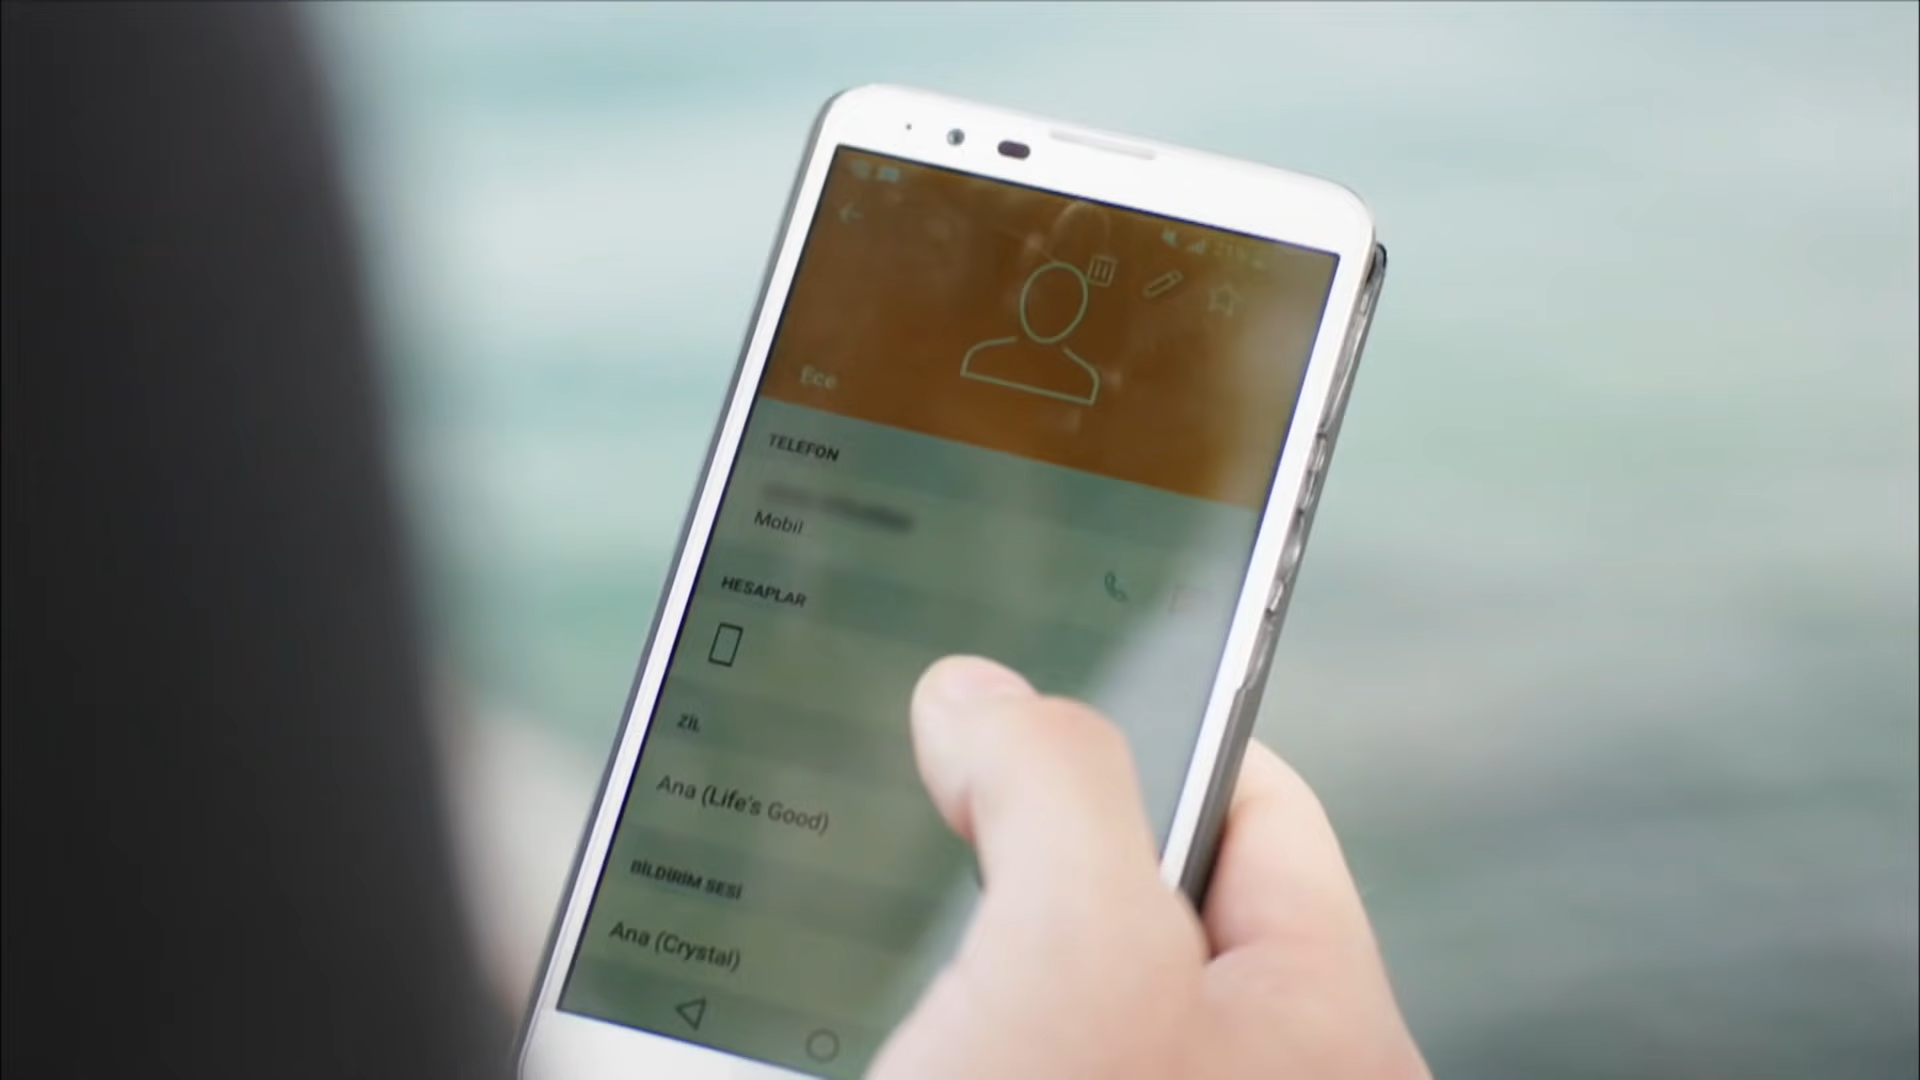 Ece
TELEFON
Mobil
HESAPLAR
ZİL
Ana (Life's Good)
BİLDİRİM SESİ
Ana (Crystal)